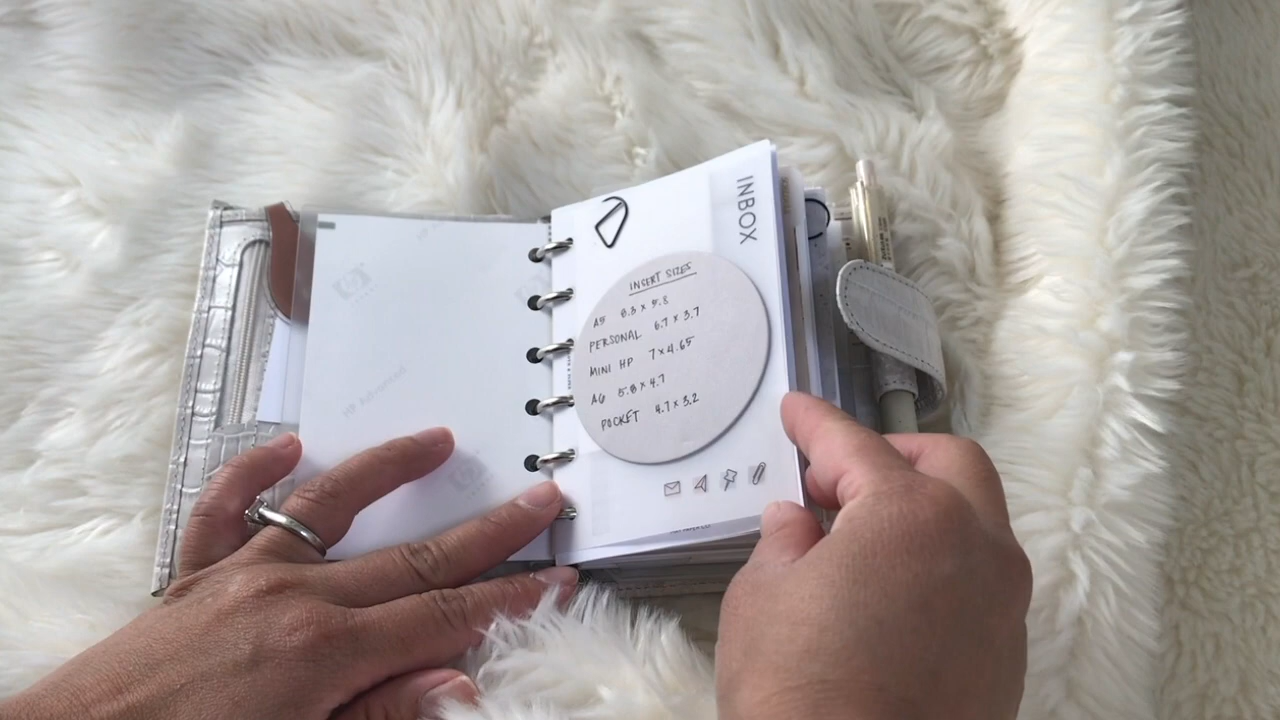 INBOX
INSERT SIZES
A5 8.3 X 5.8
PERSONAL 6.7 X 3.7
MINI HP 7 X 4.65
A6 5.8 X 4.7
POCKET 4.7 X 3.2